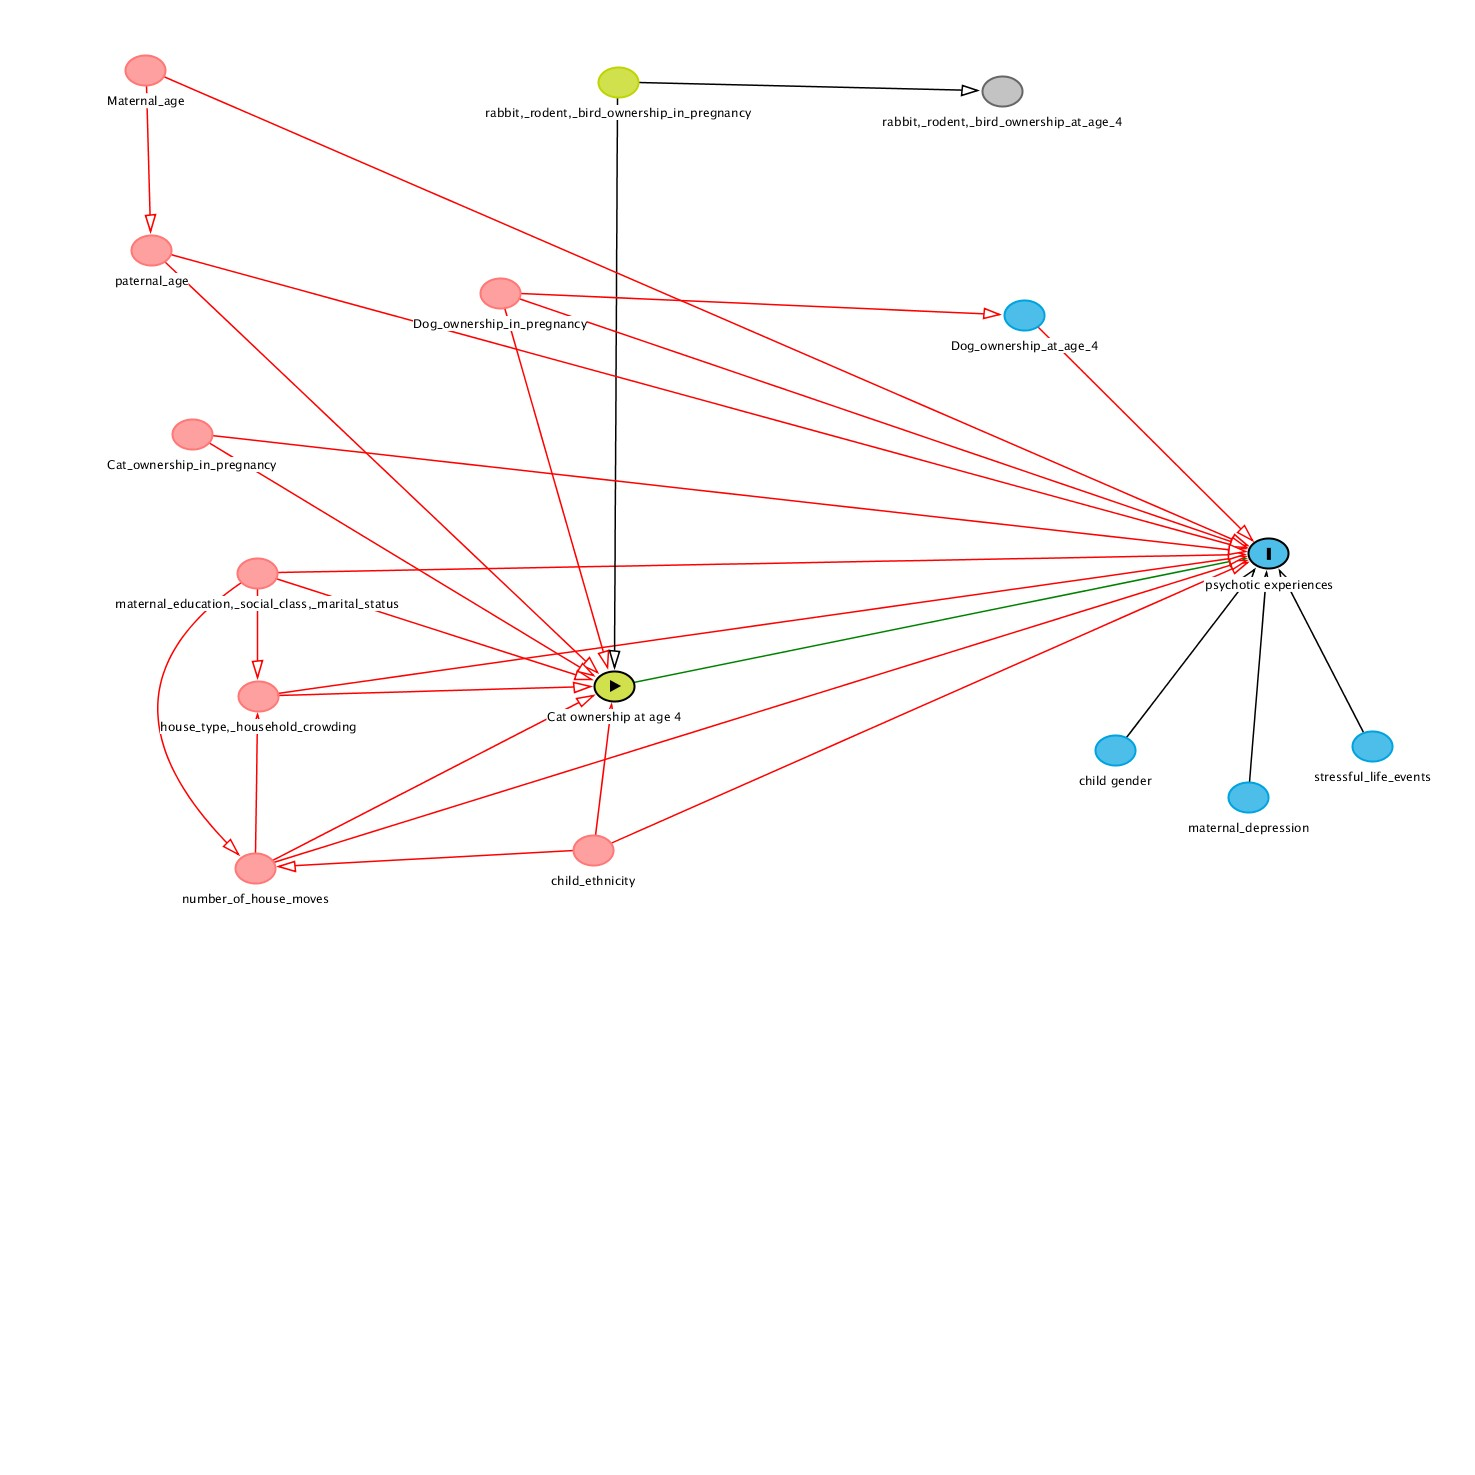 Maternal_age
rabbit,_rodent,_bird_ownership_in_pregnancy
rabbit,_rodent,_bird_ownership_at_age_4
paternal_age
Dog_ownership_in_pregnancy
Dog_ownership_at_age_4
Cat_ownership_in_pregnancy
psychotic experiences
maternal_education,_social_class,_marital_status
Cat ownership at age 4
house_type,_household_crowding
child gender
stressful_life_events
maternal_depression
child_ethnicity
number_of_house_moves